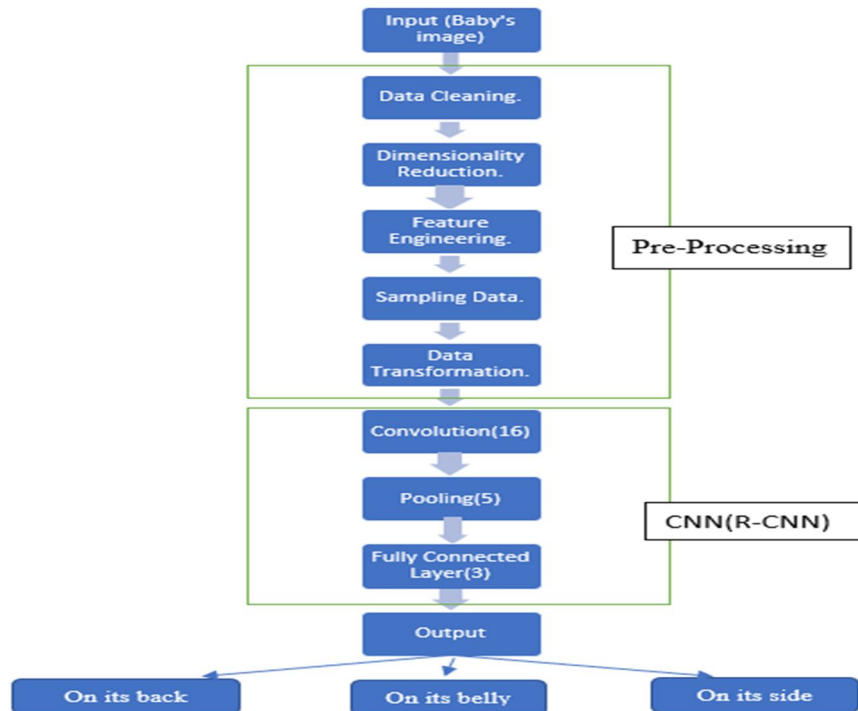 Input (Baby's
image)
Data Cleaning.
Dimensionality
Reduction.
Feature
Engineering.
Pre-Processing
Sampling Data.
Data
Transformation.
Convolution(16)
Pooling(5)
CNN(R-CNN)
Fully Connected
Layer(3)
Output
On its back
On its belly
On its side